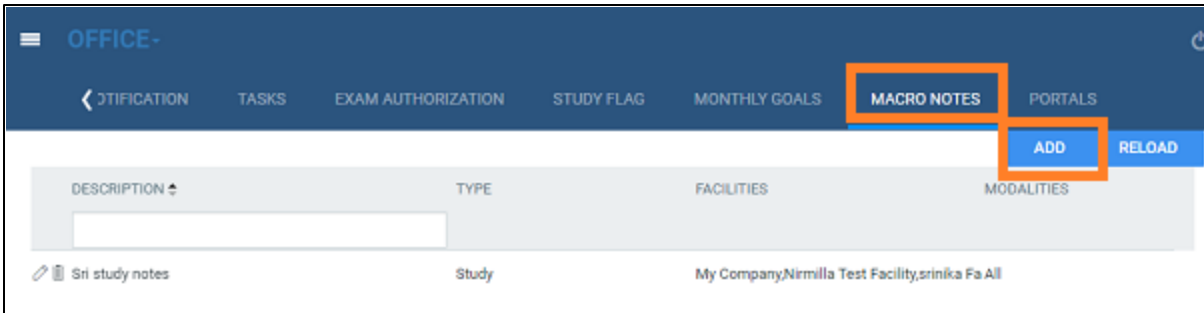 OFFICE
TASKS EXAM AUTHORIZATION STUDY FLAG MONTHLY GOALS MACRO NOTES PORTALS
ADD RELOAD
DESCRIPTION TYPE FACILITIES MODALITIES
Sri study notes Study My Company,Nirmilla Test Facility,srinika Fa All